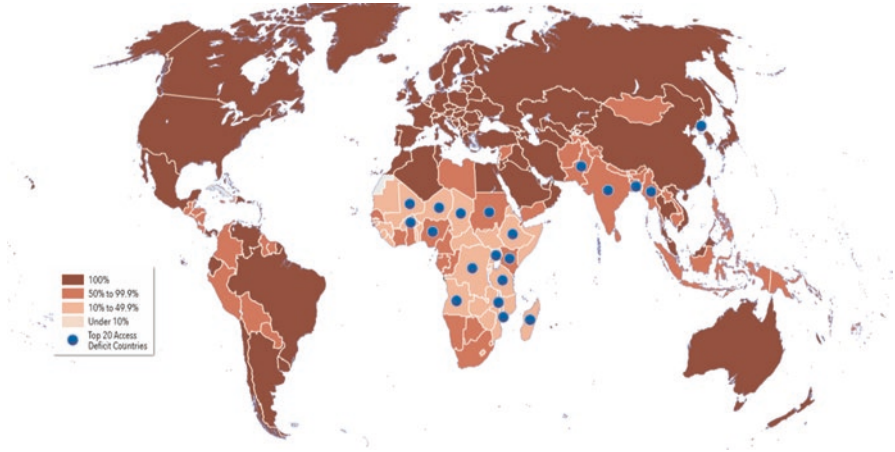 100%
50% to 99.9%
10% to 49.9%
Under 10%
Top 20 Access
Deficit Countries